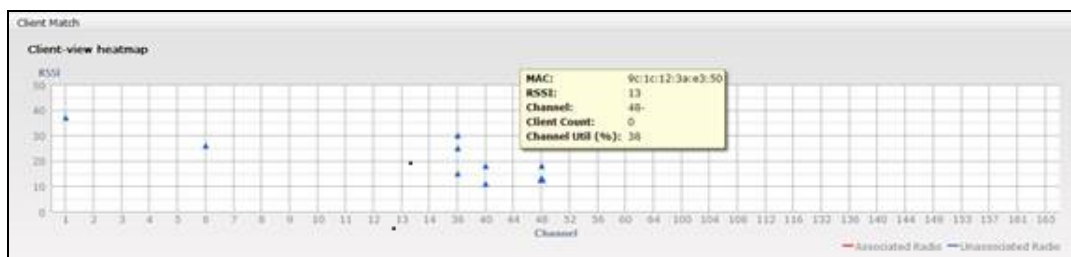 Client Match
Client-view heatmap
RSSI
50
40
30
20
10
0
MAC: 9c:1c:12:3a:e3:50
RSSI: 13
Channel: 48-
Client Count: 0
Channel Util (%): 36
1 2 3 4 5 6 7 8 9 10 11 12 13 14 36 40 44 48 52 56 60 64 100 104 108 112 116 132 136 140 144 149 153 157 161 165
Channel
Associated Radio Unassociated Radio